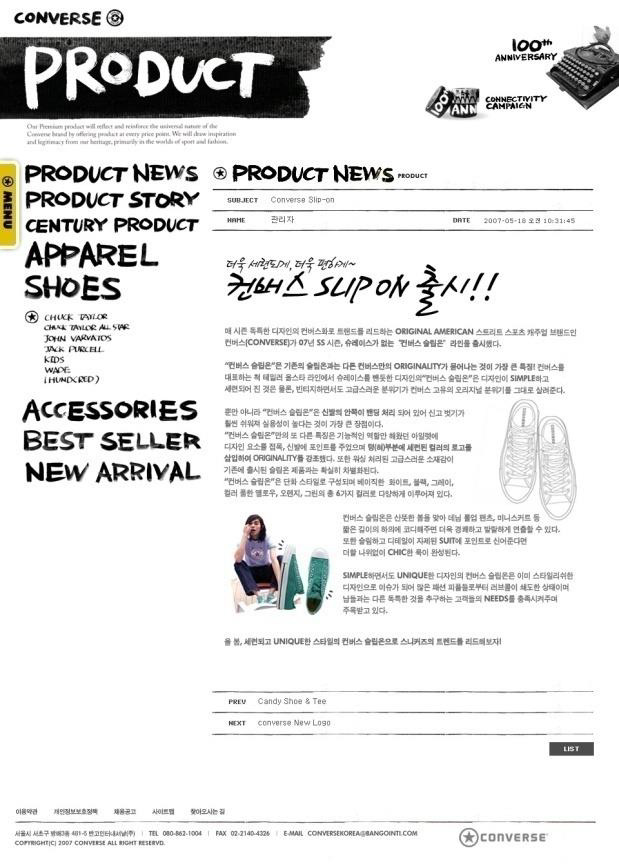 CONVERSE
PRODUCT
100th
ANNIVERSARY
CONNECTIVITY
CAMPAIGN
Our Premium product will reflect and reinforce the universal nature of the
Converse brand by offering product at every price point. We will draw inspiration
and legitimacy from our heritage, primarily in the worlds of sport and fashion.
MENU
PRODUCT NEWS
PRODUCT STORY
CENTURY PRODUCT
APPAREL
SHOES
CHUCK TAYLOR
CHUCK TAYLOR ALL STAR
JOHN VARVATOS
JACK PURCELL
KIDS
WADE
1HUNDRED)
ACCESSORIES
BEST SELLER
NEW ARRIVAL
PRODUCT NEWS PRODUCT
SUBJECT Converse Slip-on
NAME 관리자 DATE 2007-05-18 오전 10:31:45
더욱 세련되게, 더욱 편하게~
컨버스 SLIP ON 출시!!
매 시즌 독특한 디자인의 컨버스화로 트랜드를 리드하는 ORIGINAL AMERICAN 스트리트 스포츠 캐주얼 브랜드인
컨버스(CONVERSE)가 07년 SS 시즌, 슈레이스가 없는 "컨버스 슬립온" 라인을 출시했다.
"컨버스 슬립온"은 기존의 슬립온과는 다른 컨버스만의 ORIGINALITY가 묻어나는 것이 가장 큰 특징! 컨버스를
대표하는 척 테일러 올스타 라인에서 슈레이스를 뺀듯한 디자인의"컨버스 슬립온"은 디자인이 SIMPLE하고
세련되어 진 것은 물론, 빈티지하면서도 고급스러운 분위기가 컨버스 고유의 오리지널 분위기를 그대로 살려준다.
뿐만 아니라 "컨버스 슬립온"은 신발의 안쪽이 밴딩 처리 되어 있어 신고 벗기가
훨씬 쉬워져 실용성이 높다는 것이 가장 큰 장점이다.
"컨버스 슬립온"만의 또 다른 특징은 기능적인 역할만 해왔던 아일렛에
디자인 요소를 접목, 신발에 포인트를 주었으며 텅(혀)부분에 세련된 컬러의 로고를
삽입하여 ORIGINALITY를 강조했다. 또한 워싱 처리된 고급스러운 소재감이
기존에 출시된 슬립온 제품과는 확실히 차별화된다.
"컨버스 슬립온"은 단화 스타일로 구성되며 베이직한 화이트, 블랙, 그레이,
컬러 풀한 옐로우, 오렌지, 그린의 총 6가지 컬러로 다양하게 이루어져 있다.
컨버스 슬립온은 산뜻한 봄을 맞아 데님 롤업 팬츠, 미니스커트 등
짧은 길이의 하의에 코디해주면 더욱 경쾌하고 발랄하게 연출할 수 있다.
또한 슬림하고 디테일이 자제된 SUIT에 포인트로 신어준다면
더할 나위없이 CHIC한 룩이 완성된다.
SIMPLE하면서도 UNIQUE한 디자인의 컨버스 슬립온은 이미 스타일리쉬한
디자인으로 이슈가 되어 많은 패션 피플들로부터 러브콜이 쇄도한 상태이며
남들과는 다른 독특한 것을 추구하는 고객들의 NEEDS를 충족시켜주며
주목받고 있다.
올 봄, 세련되고 UNIQUE한 스타일의 컨버스 슬립온으로 스니커즈의 트랜드를 리드해보자!
PREV Candy Shoe & Tee
NEXT converse New Logo
LIST
이용약관 개인정보보호정책 채용공고 사이트맵 찾아오시는 길
서울시 서초구 방배3동 481-5 반고인터내셔날(주) | TEL 080-862-1004 | FAX 02-2140-4326 | E-MAIL CONVERSEKOREA@BANGOINTL.COM
COPYRIGHT(C) 2007 CONVERSE ALL RIGHT RESERVD.
CONVERSE